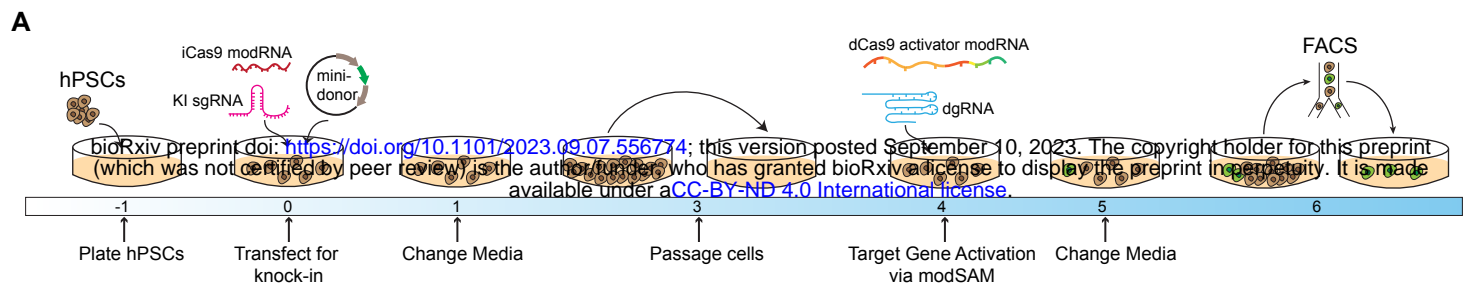 A
iCas9 modRNA
dCas9 activator modRNA
FACS
hPSCs
mini-
donor
KI sgRNA
dgRNA
bioRxiv preprint doi: https://doi.org/10.1101/2023.09.07.556774; this version posted September 10, 2023. The copyright holder for this preprint
(which was not certified by peer review) is the author/funder, who has granted bioRxiv a license to display the preprint in perpetuity. It is made
available under aCC-BY-ND 4.0 International license.
-1 0 1 3 4 5 6
Plate hPSCs
Transfect for
knock-in
Change Media
Passage cells
Target Gene Activation
via modSAM
Change Media